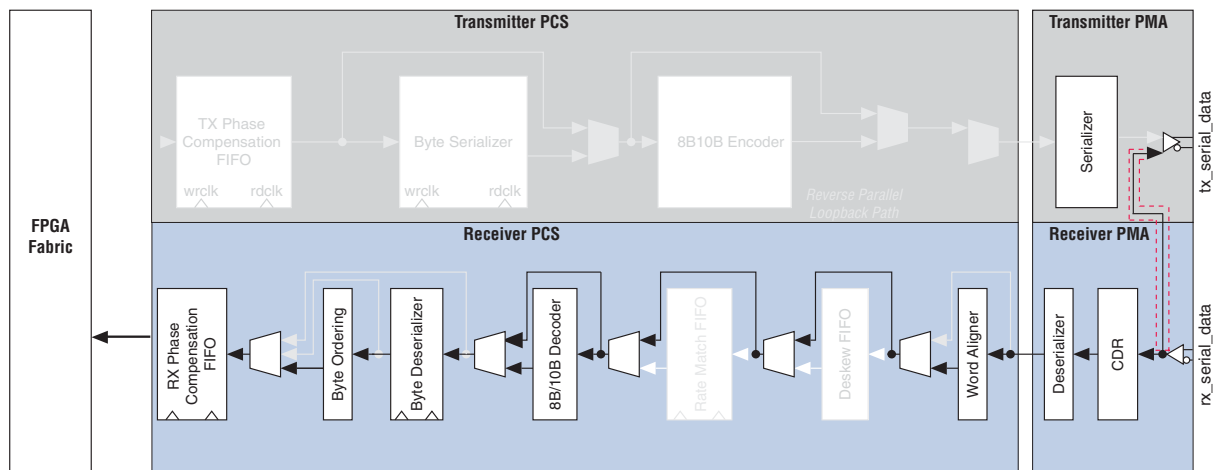 Transmitter PCS
Transmitter PMA
TX Phase
Compensation
FIFO
wrclk
rdclk
Byte Serializer
wrclk
rdclk
8B10B Encoder
Reverse Parallel
Loopback Path
Serializer
tx_serial_data
FPGA
Fabric
Receiver PCS
Receiver PMA
RX Phase
Compensation
FIFO
Byte Ordering
Byte Deserializer
8B/10B Decoder
Rate Match FIFO
Deskew FIFO
Word Aligner
Deserializer
CDR
rx_serial_data